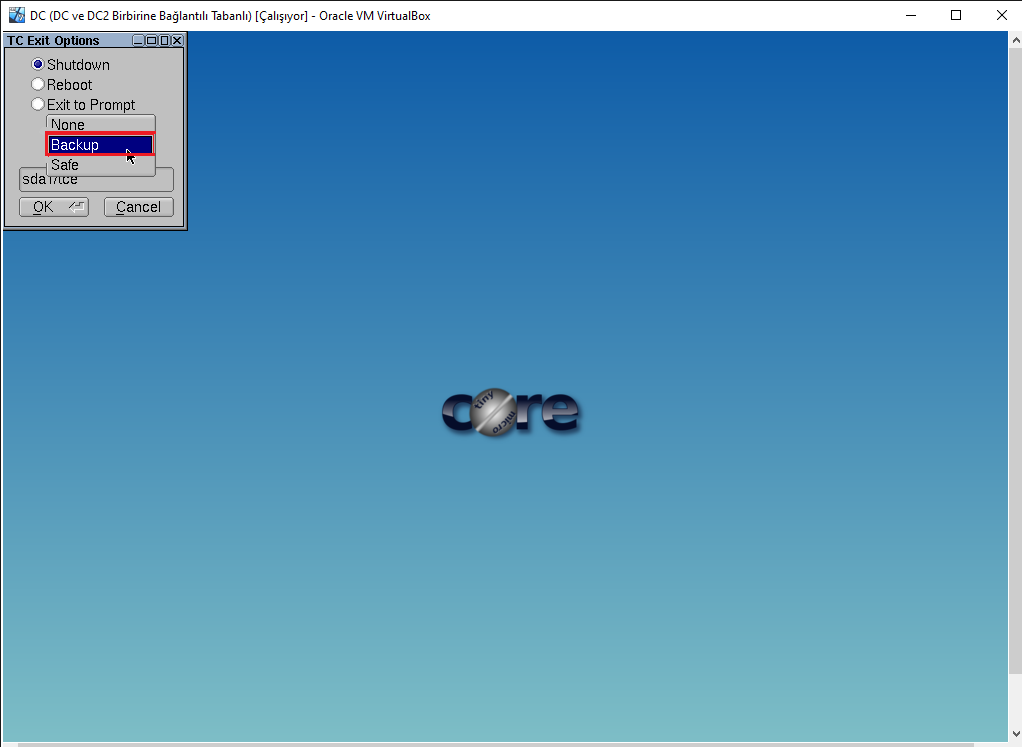 DC (DC ve DC2 Birbirine Bağlantılı Tabanlı) [Çalışıyor] - Oracle VM VirtualBox
TC Exit Options
Shutdown
Reboot
Exit to Prompt
None
Backup
Safe
sda1/tce
OK
Cancel
core
tiny
micro